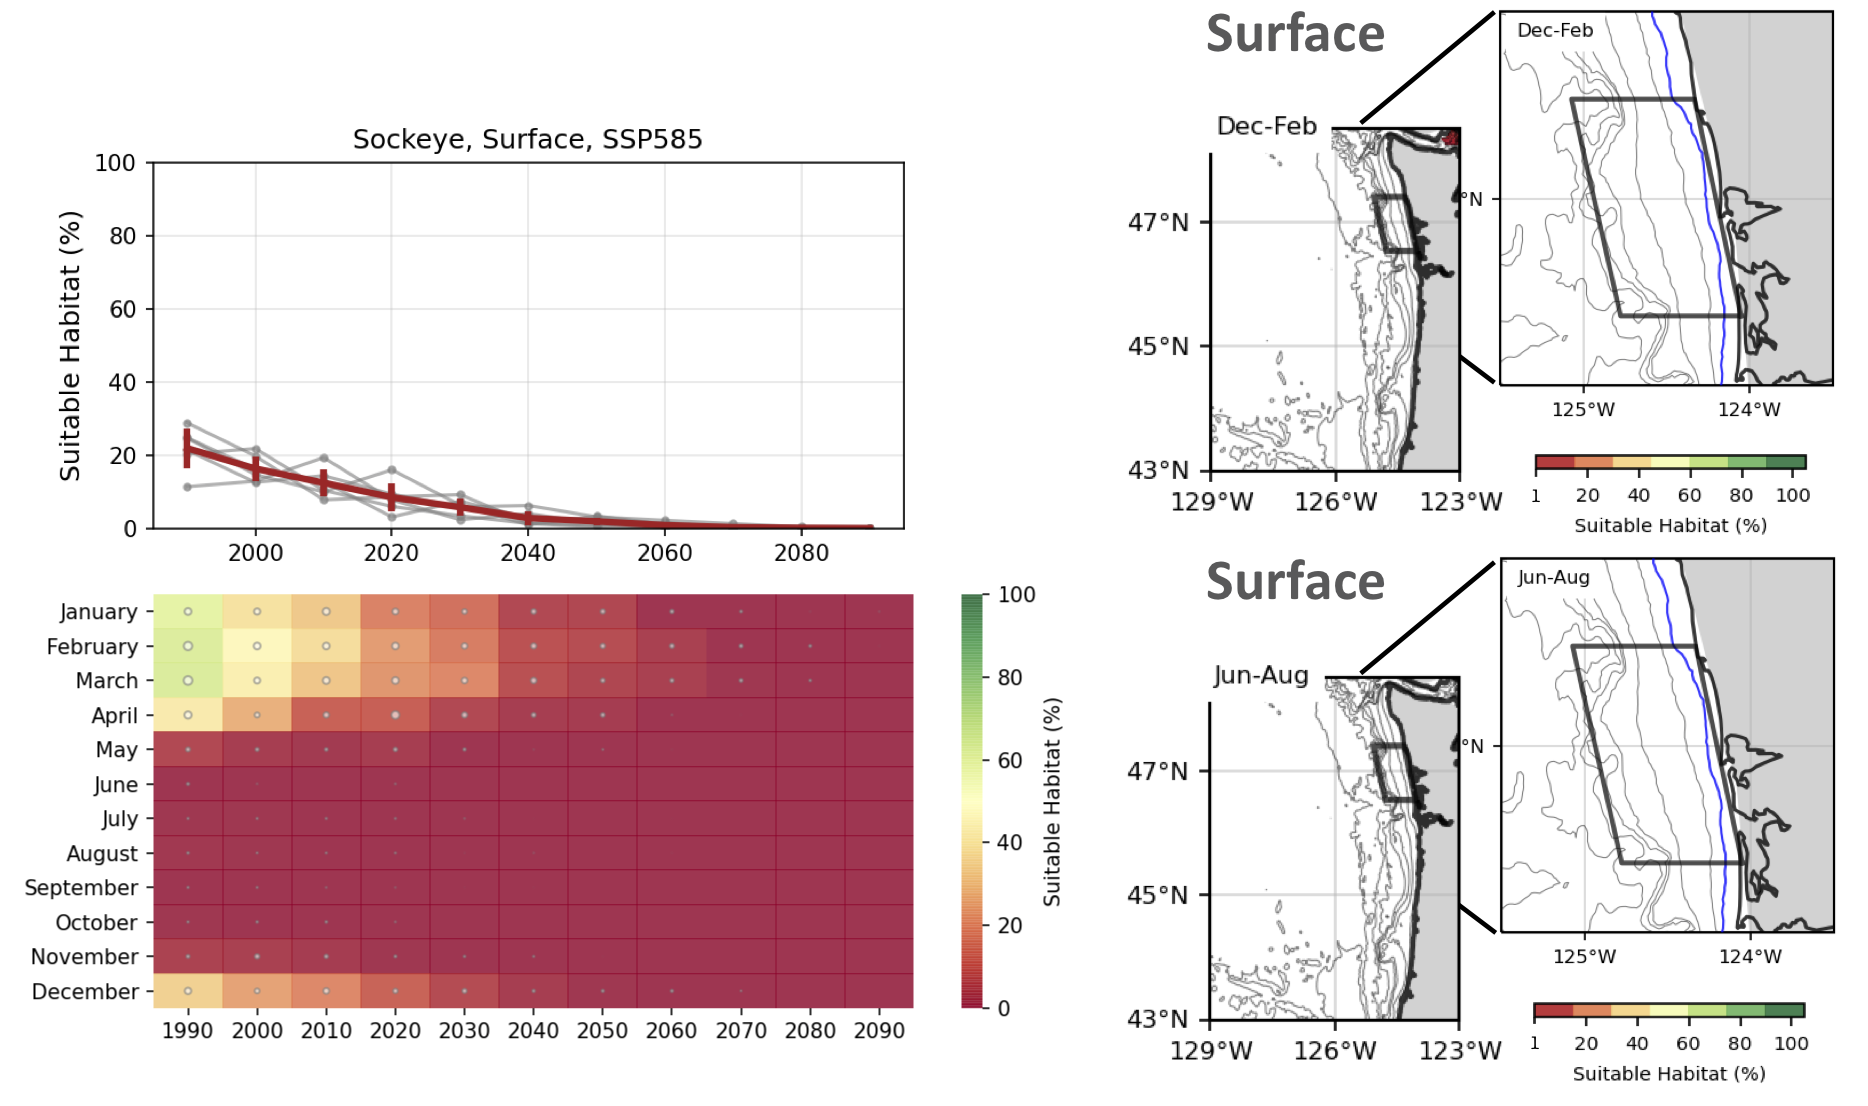 Sockeye, Surface, SSP585
Suitable Habitat (%)
100
80
60
40
20
0
2000 2020 2040 2060 2080
January
February
March
April
May
June
July
August
September
October
November
December
1990 2000 2010 2020 2030 2040 2050 2060 2070 2080 2090
100
80
60
40
20
0
Suitable Habitat (%)
Surface
Dec-Feb
47°N
45°N
43°N
129°W 126°W 123°W
Dec-Feb
°N
125°W 124°W
1 20 40 60 80 100
Suitable Habitat (%)
Surface
Jun-Aug
47°N
45°N
43°N
129°W 126°W 123°W
Jun-Aug
°N
125°W 124°W
1 20 40 60 80 100
Suitable Habitat (%)